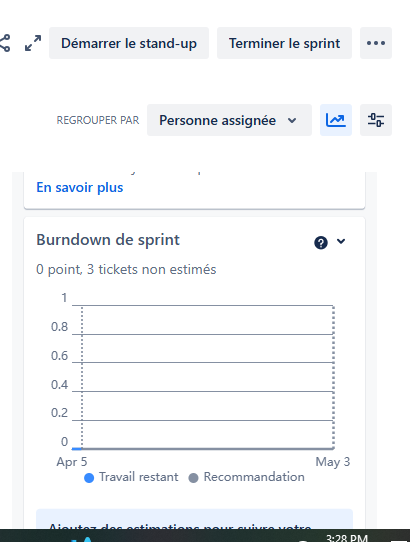 Démarrer le stand-up
Terminer le sprint
REGROUPER PAR
Personne assignée
En savoir plus
Burndown de sprint
?
0 point, 3 tickets non estimés
1
0.8
0.6
0.4
0.2
0
Apr 5
May 3
Travail restant
Recommandation
Ajoutez des estimations pour suivre votre
3:28 PM